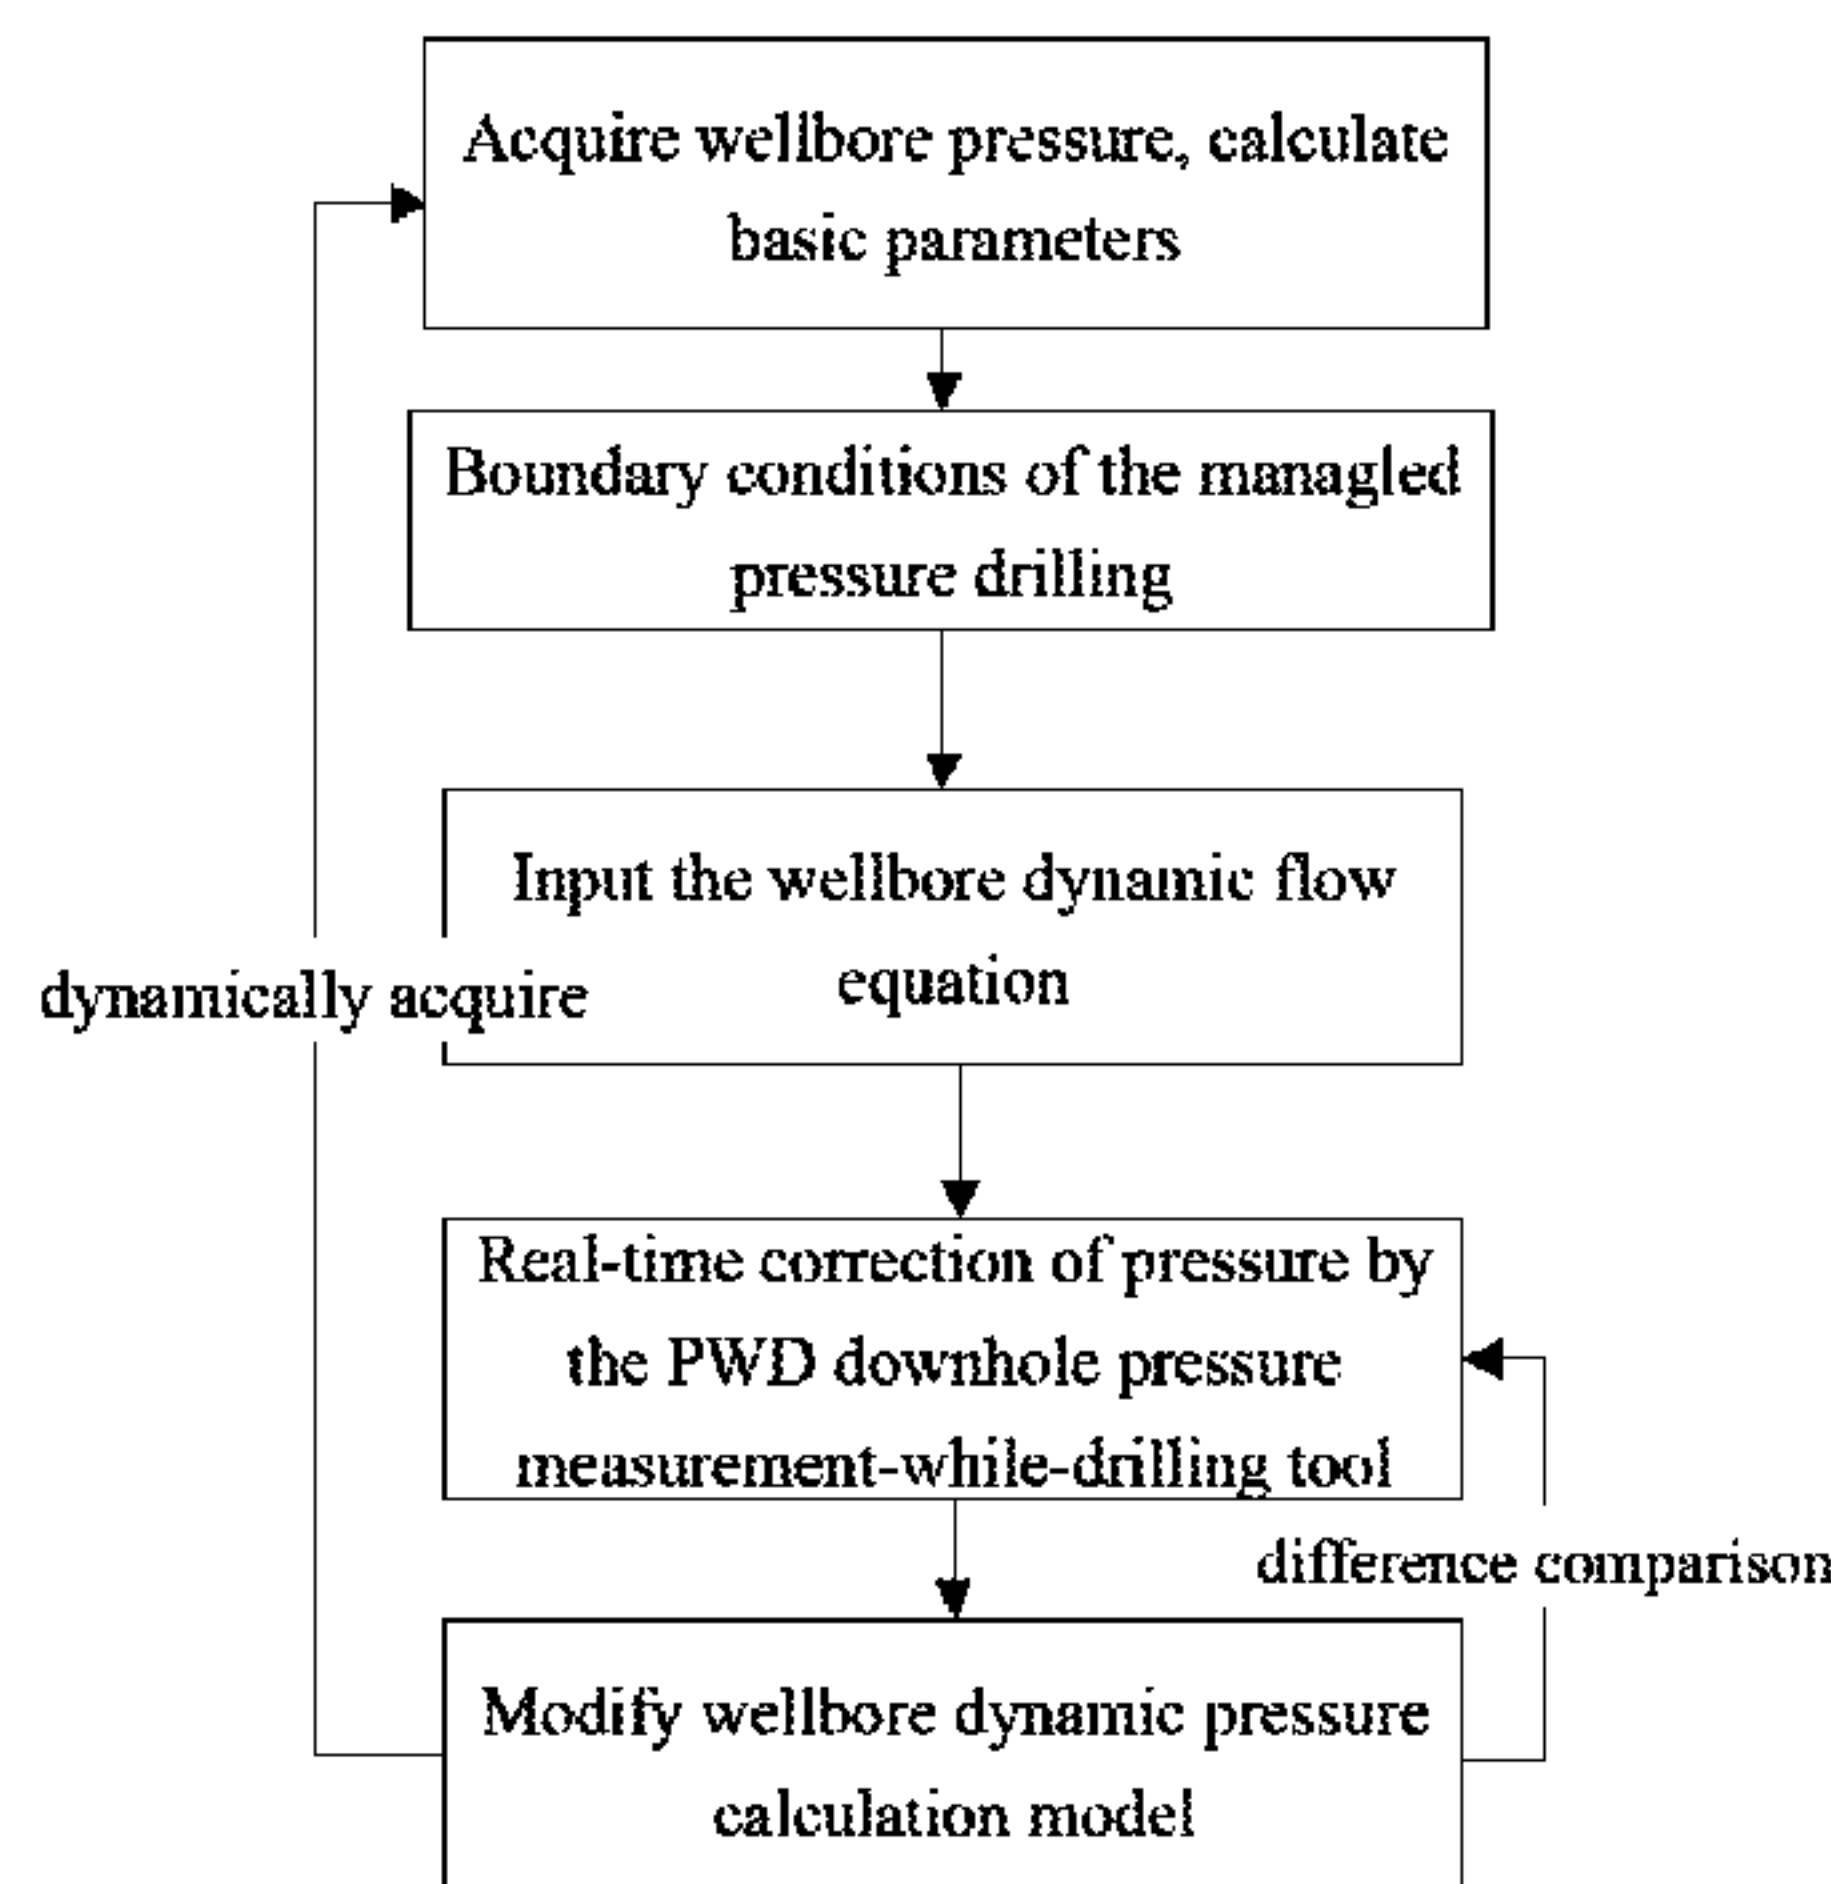 Acquire wellbore pressure, calculate
basic parameters
Boundary conditions of the managled
pressure drilling
Input the wellbore dynamic flow
equation
dynamically acquire
Real-time correction of pressure by
the PWD downhole pressure
measurement-while-drilling tool
difference comparison
Modify wellbore dynamic pressure
calculation model